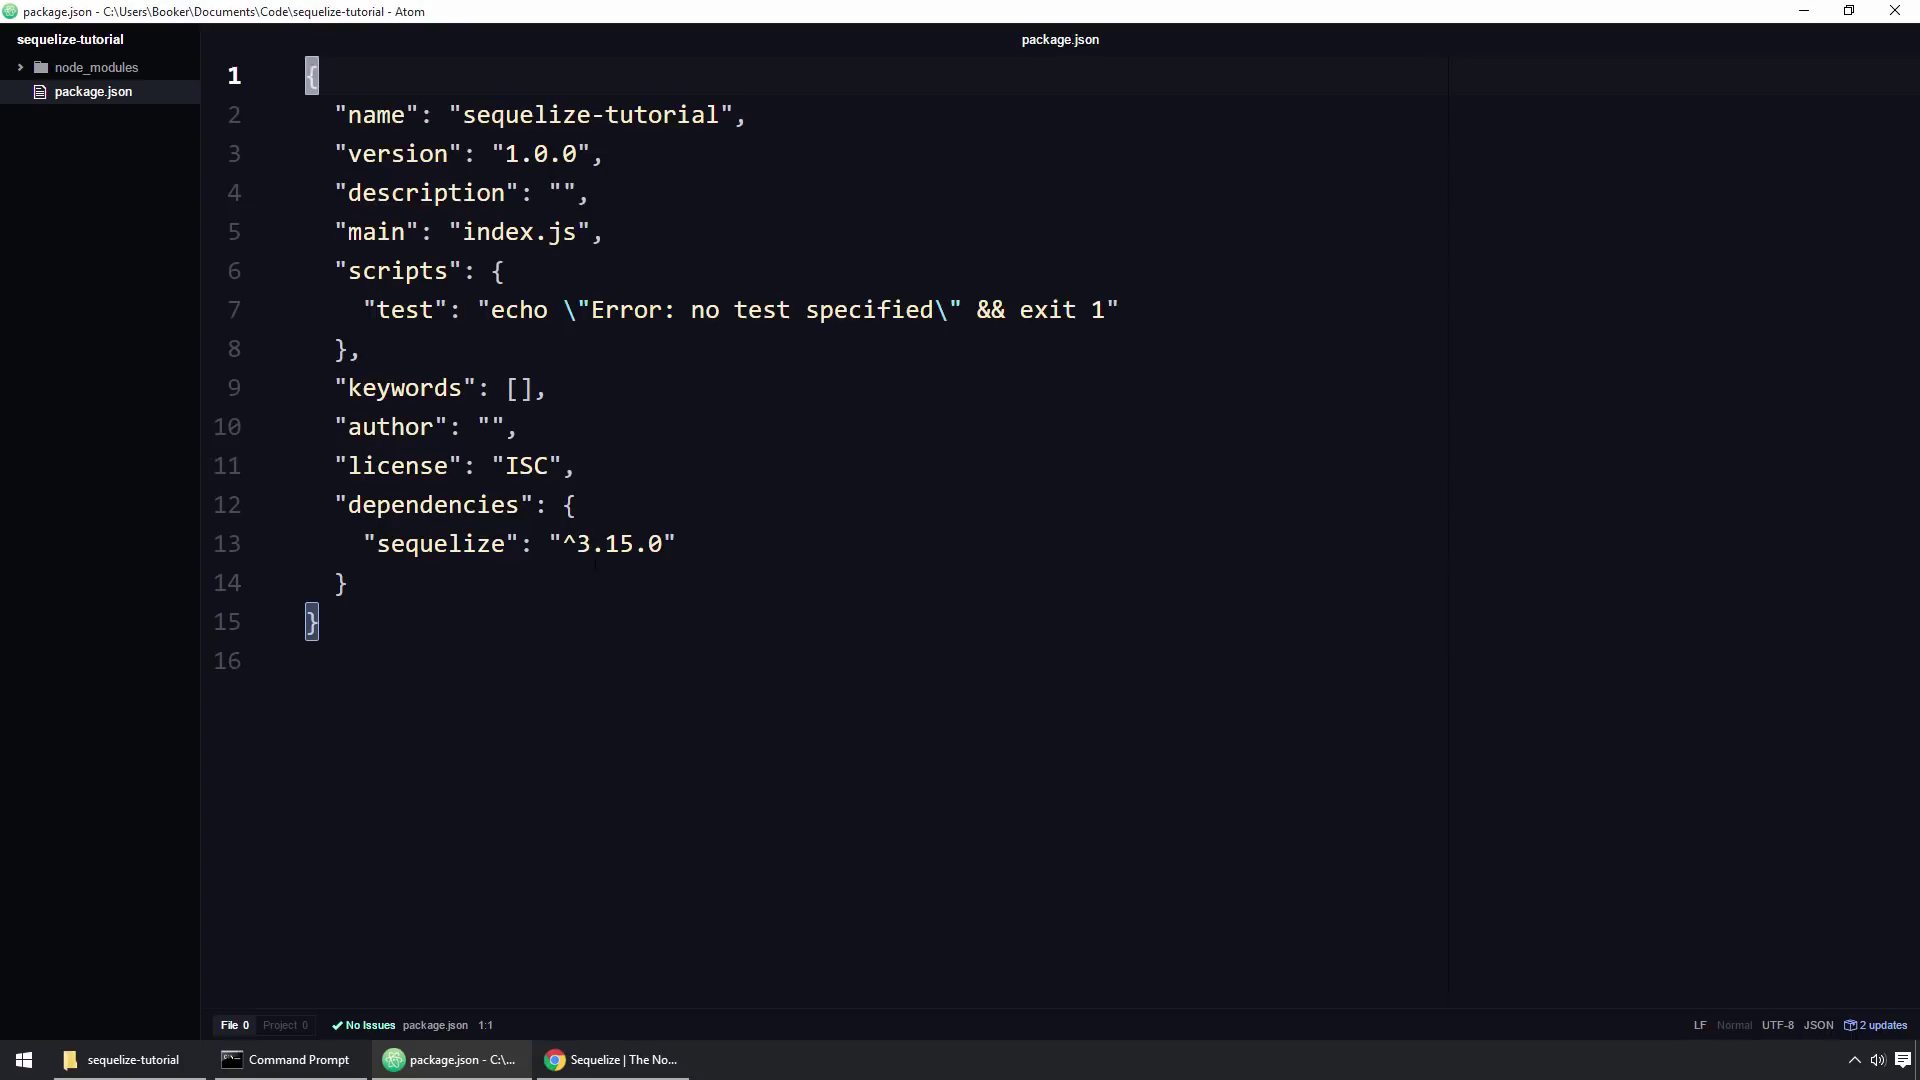 package.json - C:\Users\Booker\Documents\Code\sequelize-tutorial - Atom
sequelize-tutorial
node_modules
package.json
package.json
1 {
2 "name": "sequelize-tutorial",
3 "version": "1.0.0",
4 "description": "",
5 "main": "index.js",
6 "scripts": {
7 "test": "echo \"Error: no test specified\" && exit 1"
8 },
9 "keywords": [],
10 "author": "",
11 "license": "ISC",
12 "dependencies": {
13 "sequelize": "^3.15.0"
14 }
15 }
16
File 0 Project 0 No Issues package.json 1:1 LF Normal UTF-8 JSON 2 updates
sequelize-tutorial Command Prompt package.json - C:\... Sequelize | The No...